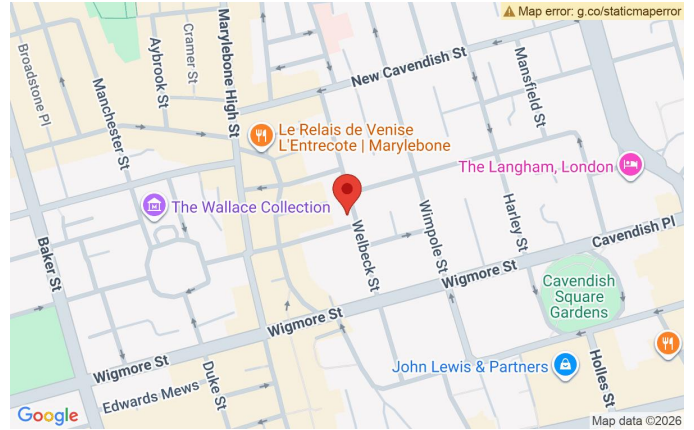 Map error: g.co/staticmaperror
Broadstone Pl
Aybrook St
Cramer St
Marylebone High St
New Cavendish St
Mansfield St
Manchester St
Le Relais de Venise
L'Entrecote | Marylebone
The Langham, London
The Wallace Collection
Baker St
Welbeck St
Wimpole St
Harley St
Cavendish Pl
Wigmore St
Cavendish
Square
Gardens
Wigmore St
Wigmore St
Duke St
Edwards Mews
John Lewis & Partners
Holles St
Google
Map data ©2026